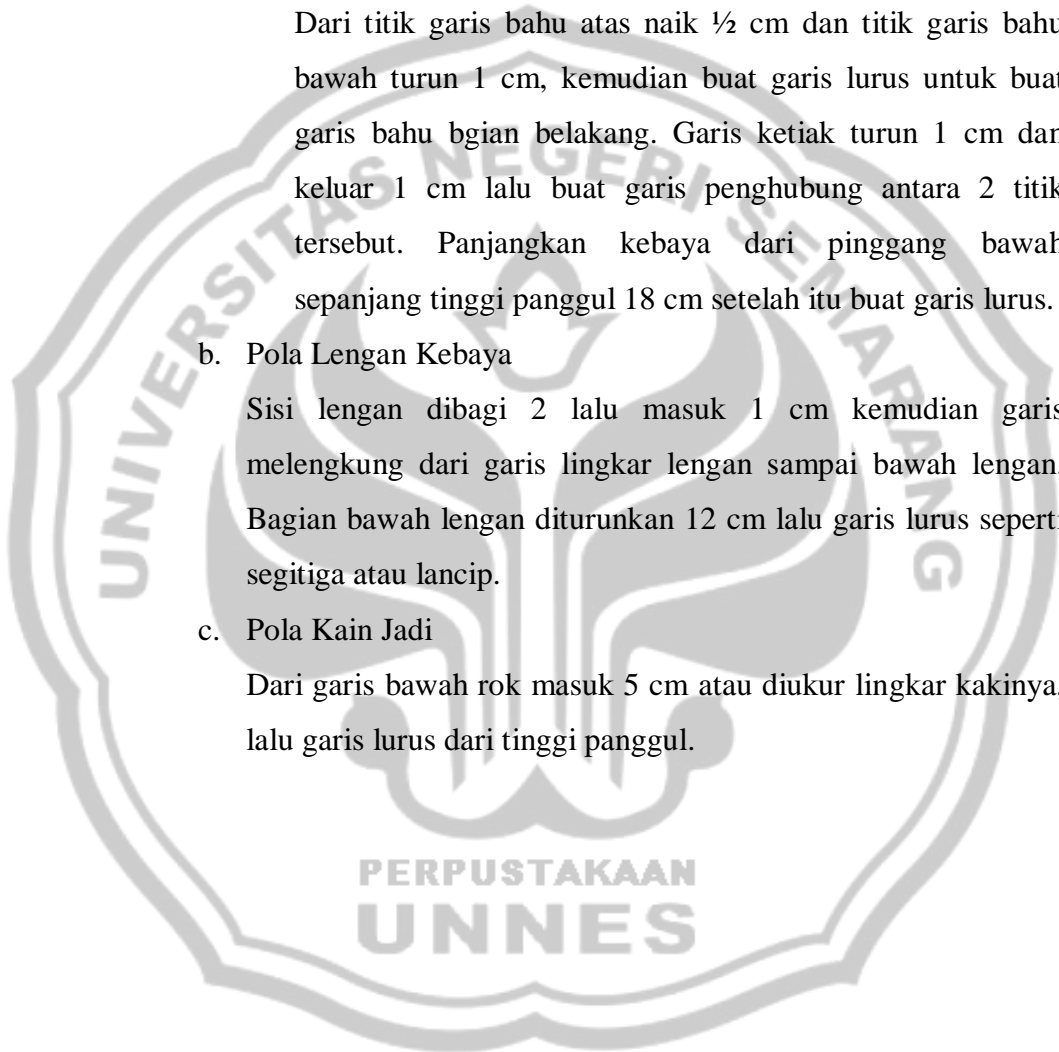 Dari titik garis bahu atas naik ½ cm dan titik garis bahu
bawah turun 1 cm, kemudian buat garis lurus untuk buat
garis bahu bgian belakang. Garis ketiak turun 1 cm dan
keluar 1 cm lalu buat garis penghubung antara 2 titik
tersebut. Panjangkan kebaya dari pinggang bawah
sepanjang tinggi panggul 18 cm setelah itu buat garis lurus.
b. Pola Lengan Kebaya
Sisi lengan dibagi 2 lalu masuk 1 cm kemudian garis
melengkung dari garis lingkar lengan sampai bawah lengan.
Bagian bawah lengan diturunkan 12 cm lalu garis lurus seperti
segitiga atau lancip.
c. Pola Kain Jadi
Dari garis bawah rok masuk 5 cm atau diukur lingkar kakinya,
lalu garis lurus dari tinggi panggul.
UNIVERSITAS NEGERI SEMARANG
PERPUSTAKAAN
UNNES